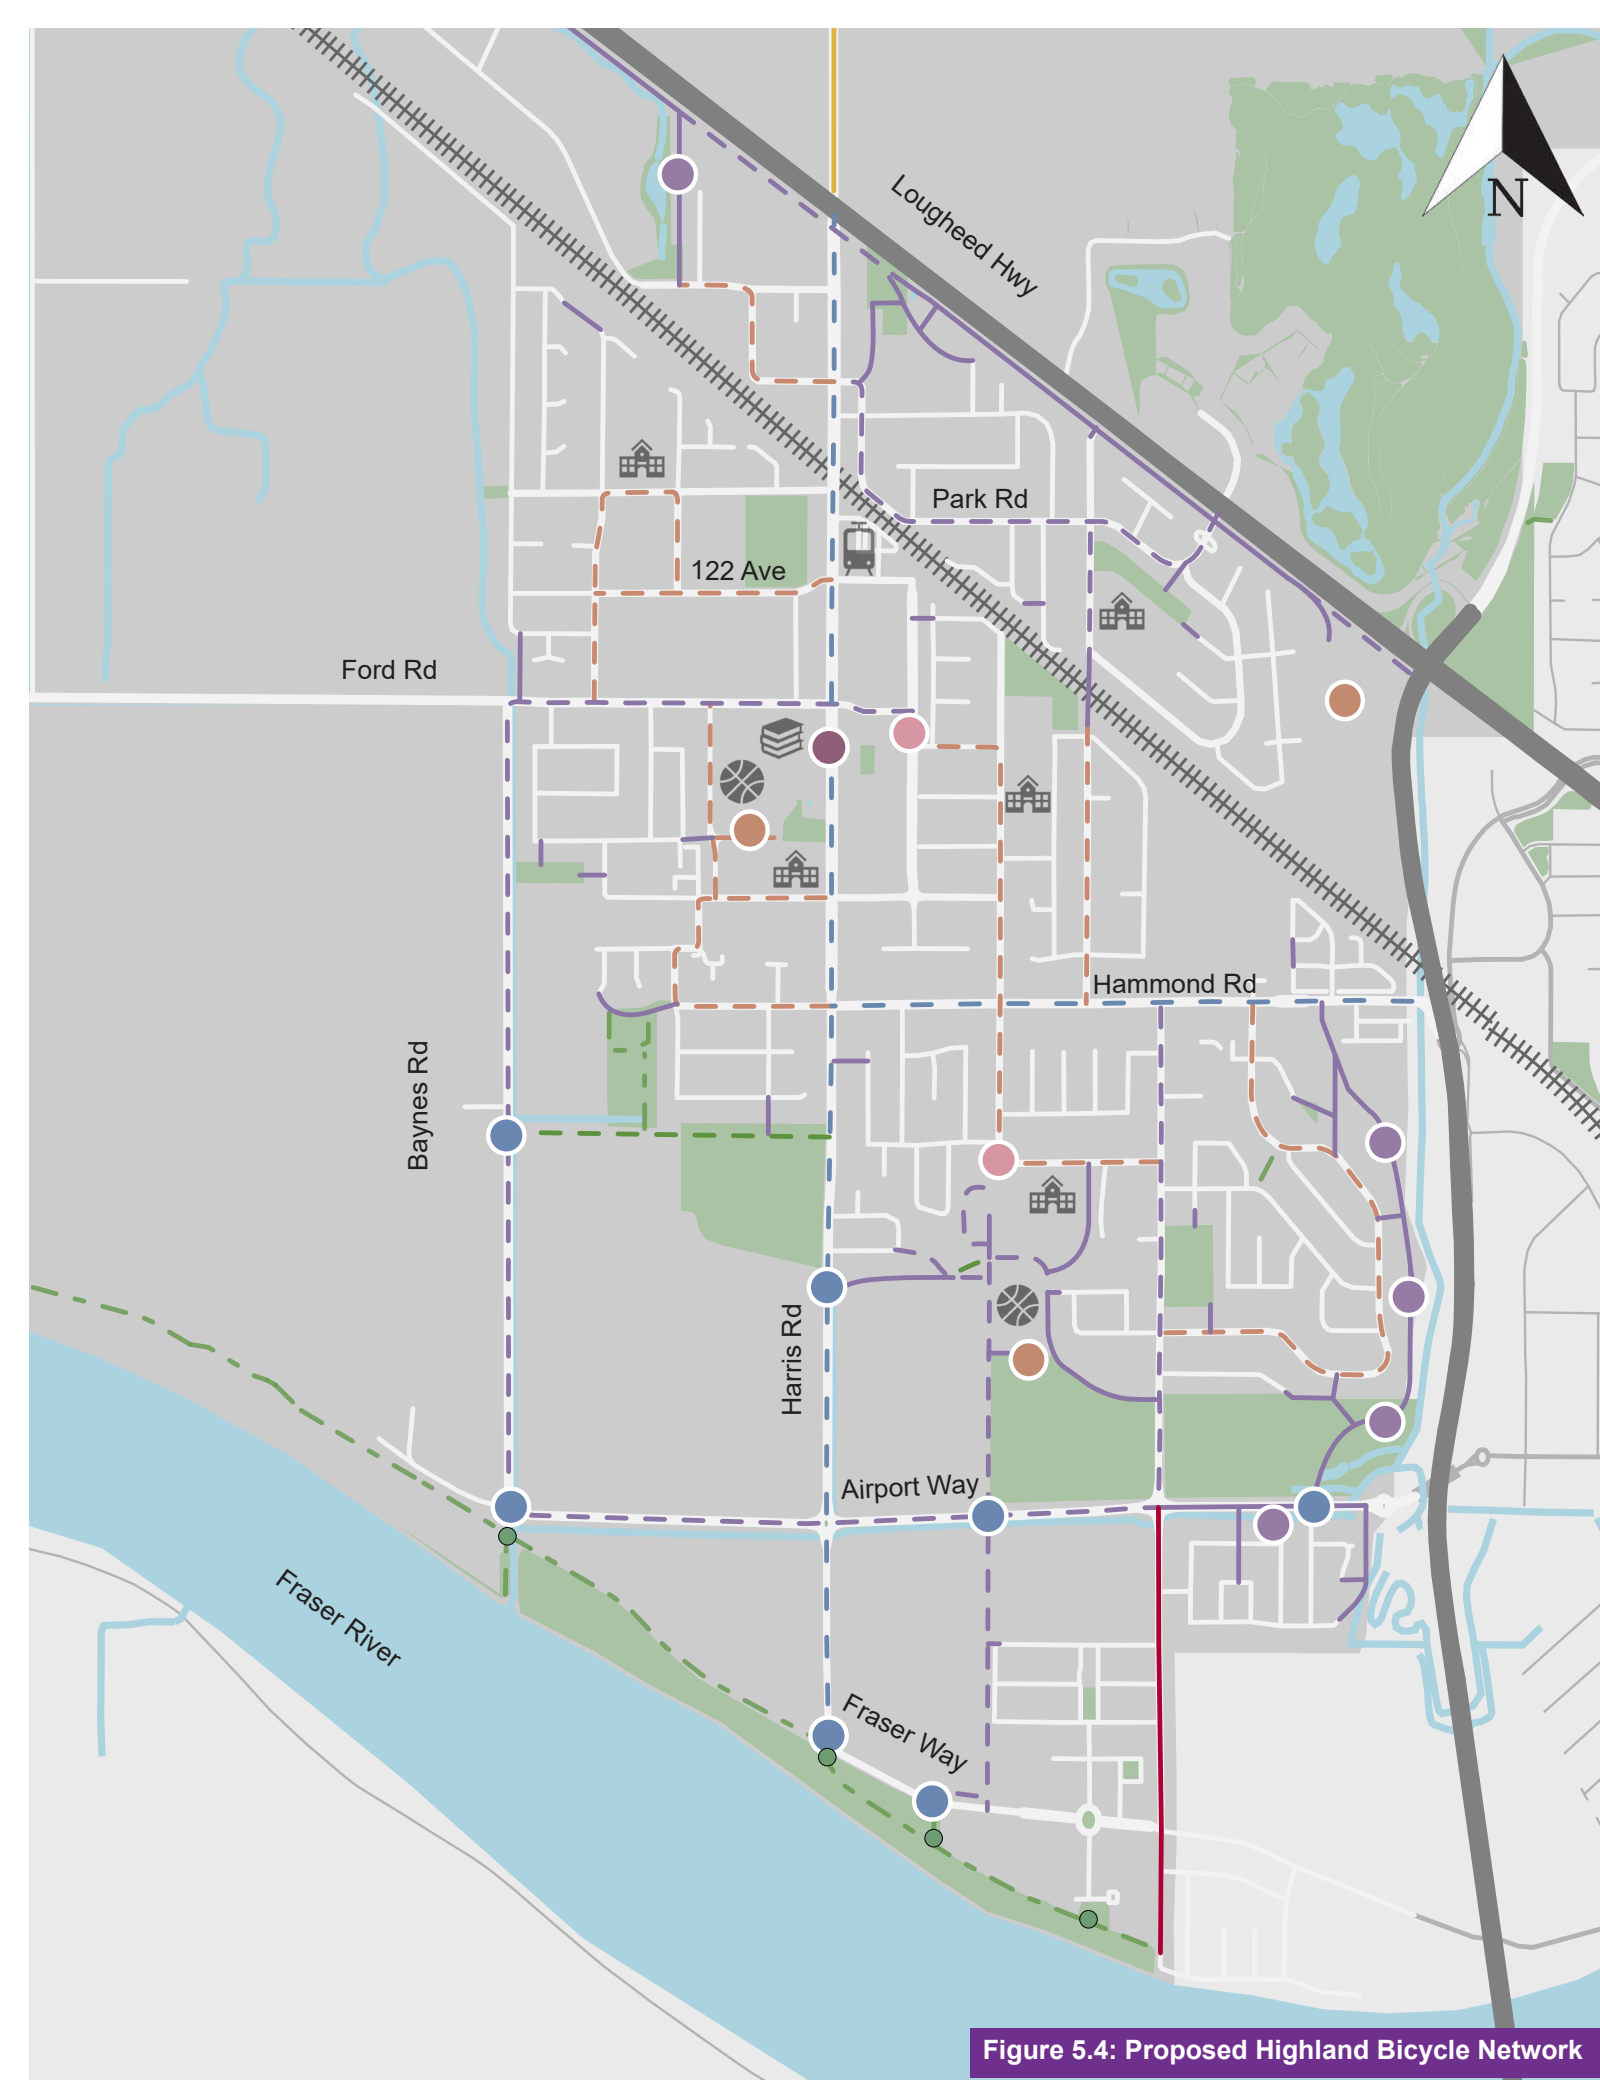 N
Lougheed Hwy
Park Rd
122 Ave
Ford Rd
Hammond Rd
Baynes Rd
Harris Rd
Airport Way
Fraser River
Fraser Way
Figure 5.4: Proposed Highland Bicycle Network